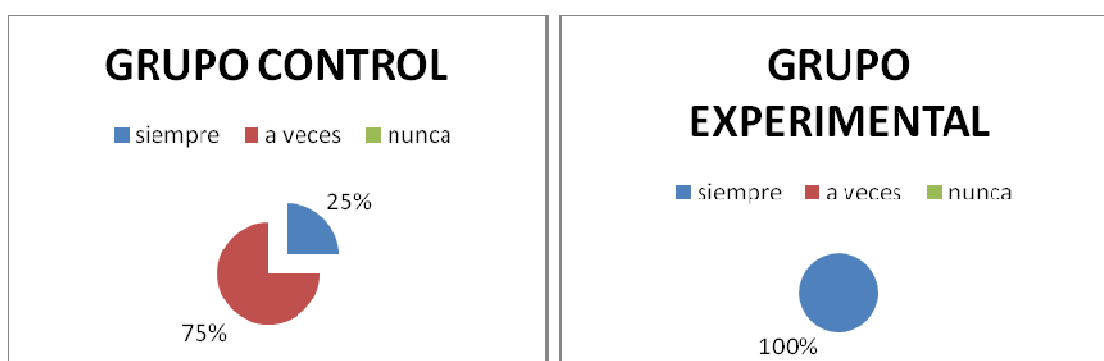 GRUPO CONTROL
siempre a veces nunca
25%
75%
GRUPO
EXPERIMENTAL
siempre a veces nunca
100%